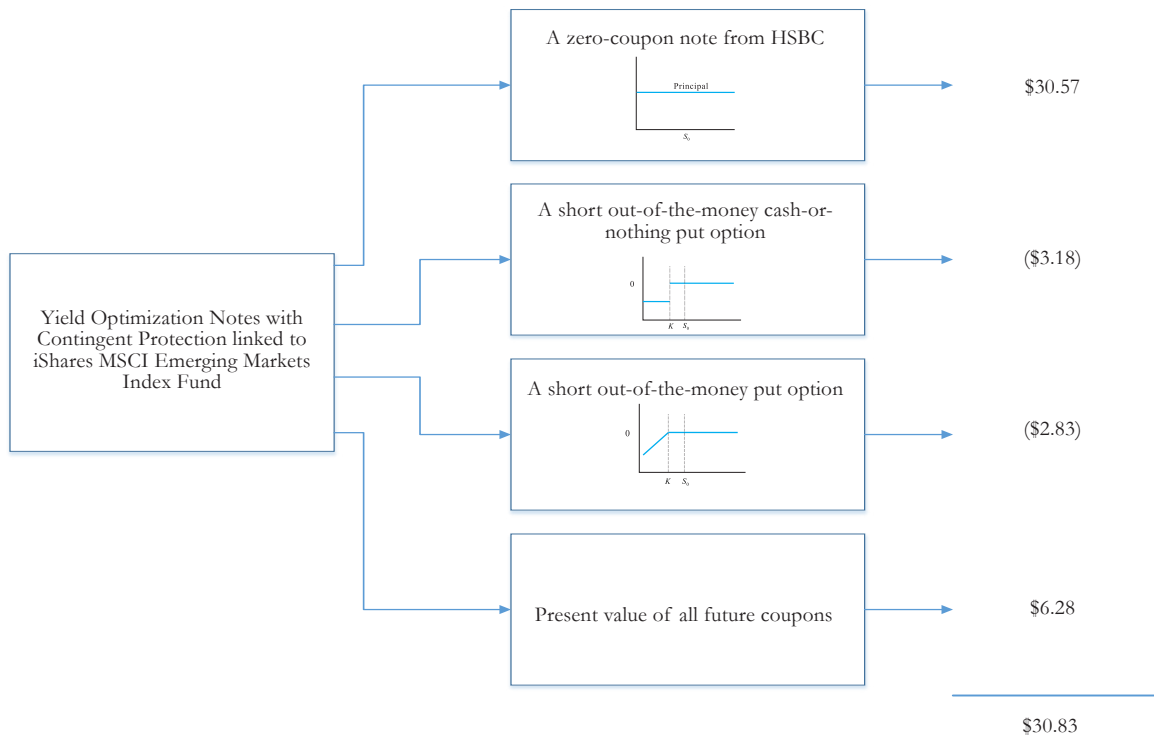 A zero-coupon note from HSBC
Principal
S₀
$30.57
A short out-of-the-money cash-or-
nothing put option
0
K S₀
($3.18)
Yield Optimization Notes with
Contingent Protection linked to
iShares MSCI Emerging Markets
Index Fund
A short out-of-the-money put option
0
K S₀
($2.83)
Present value of all future coupons
$6.28
$30.83